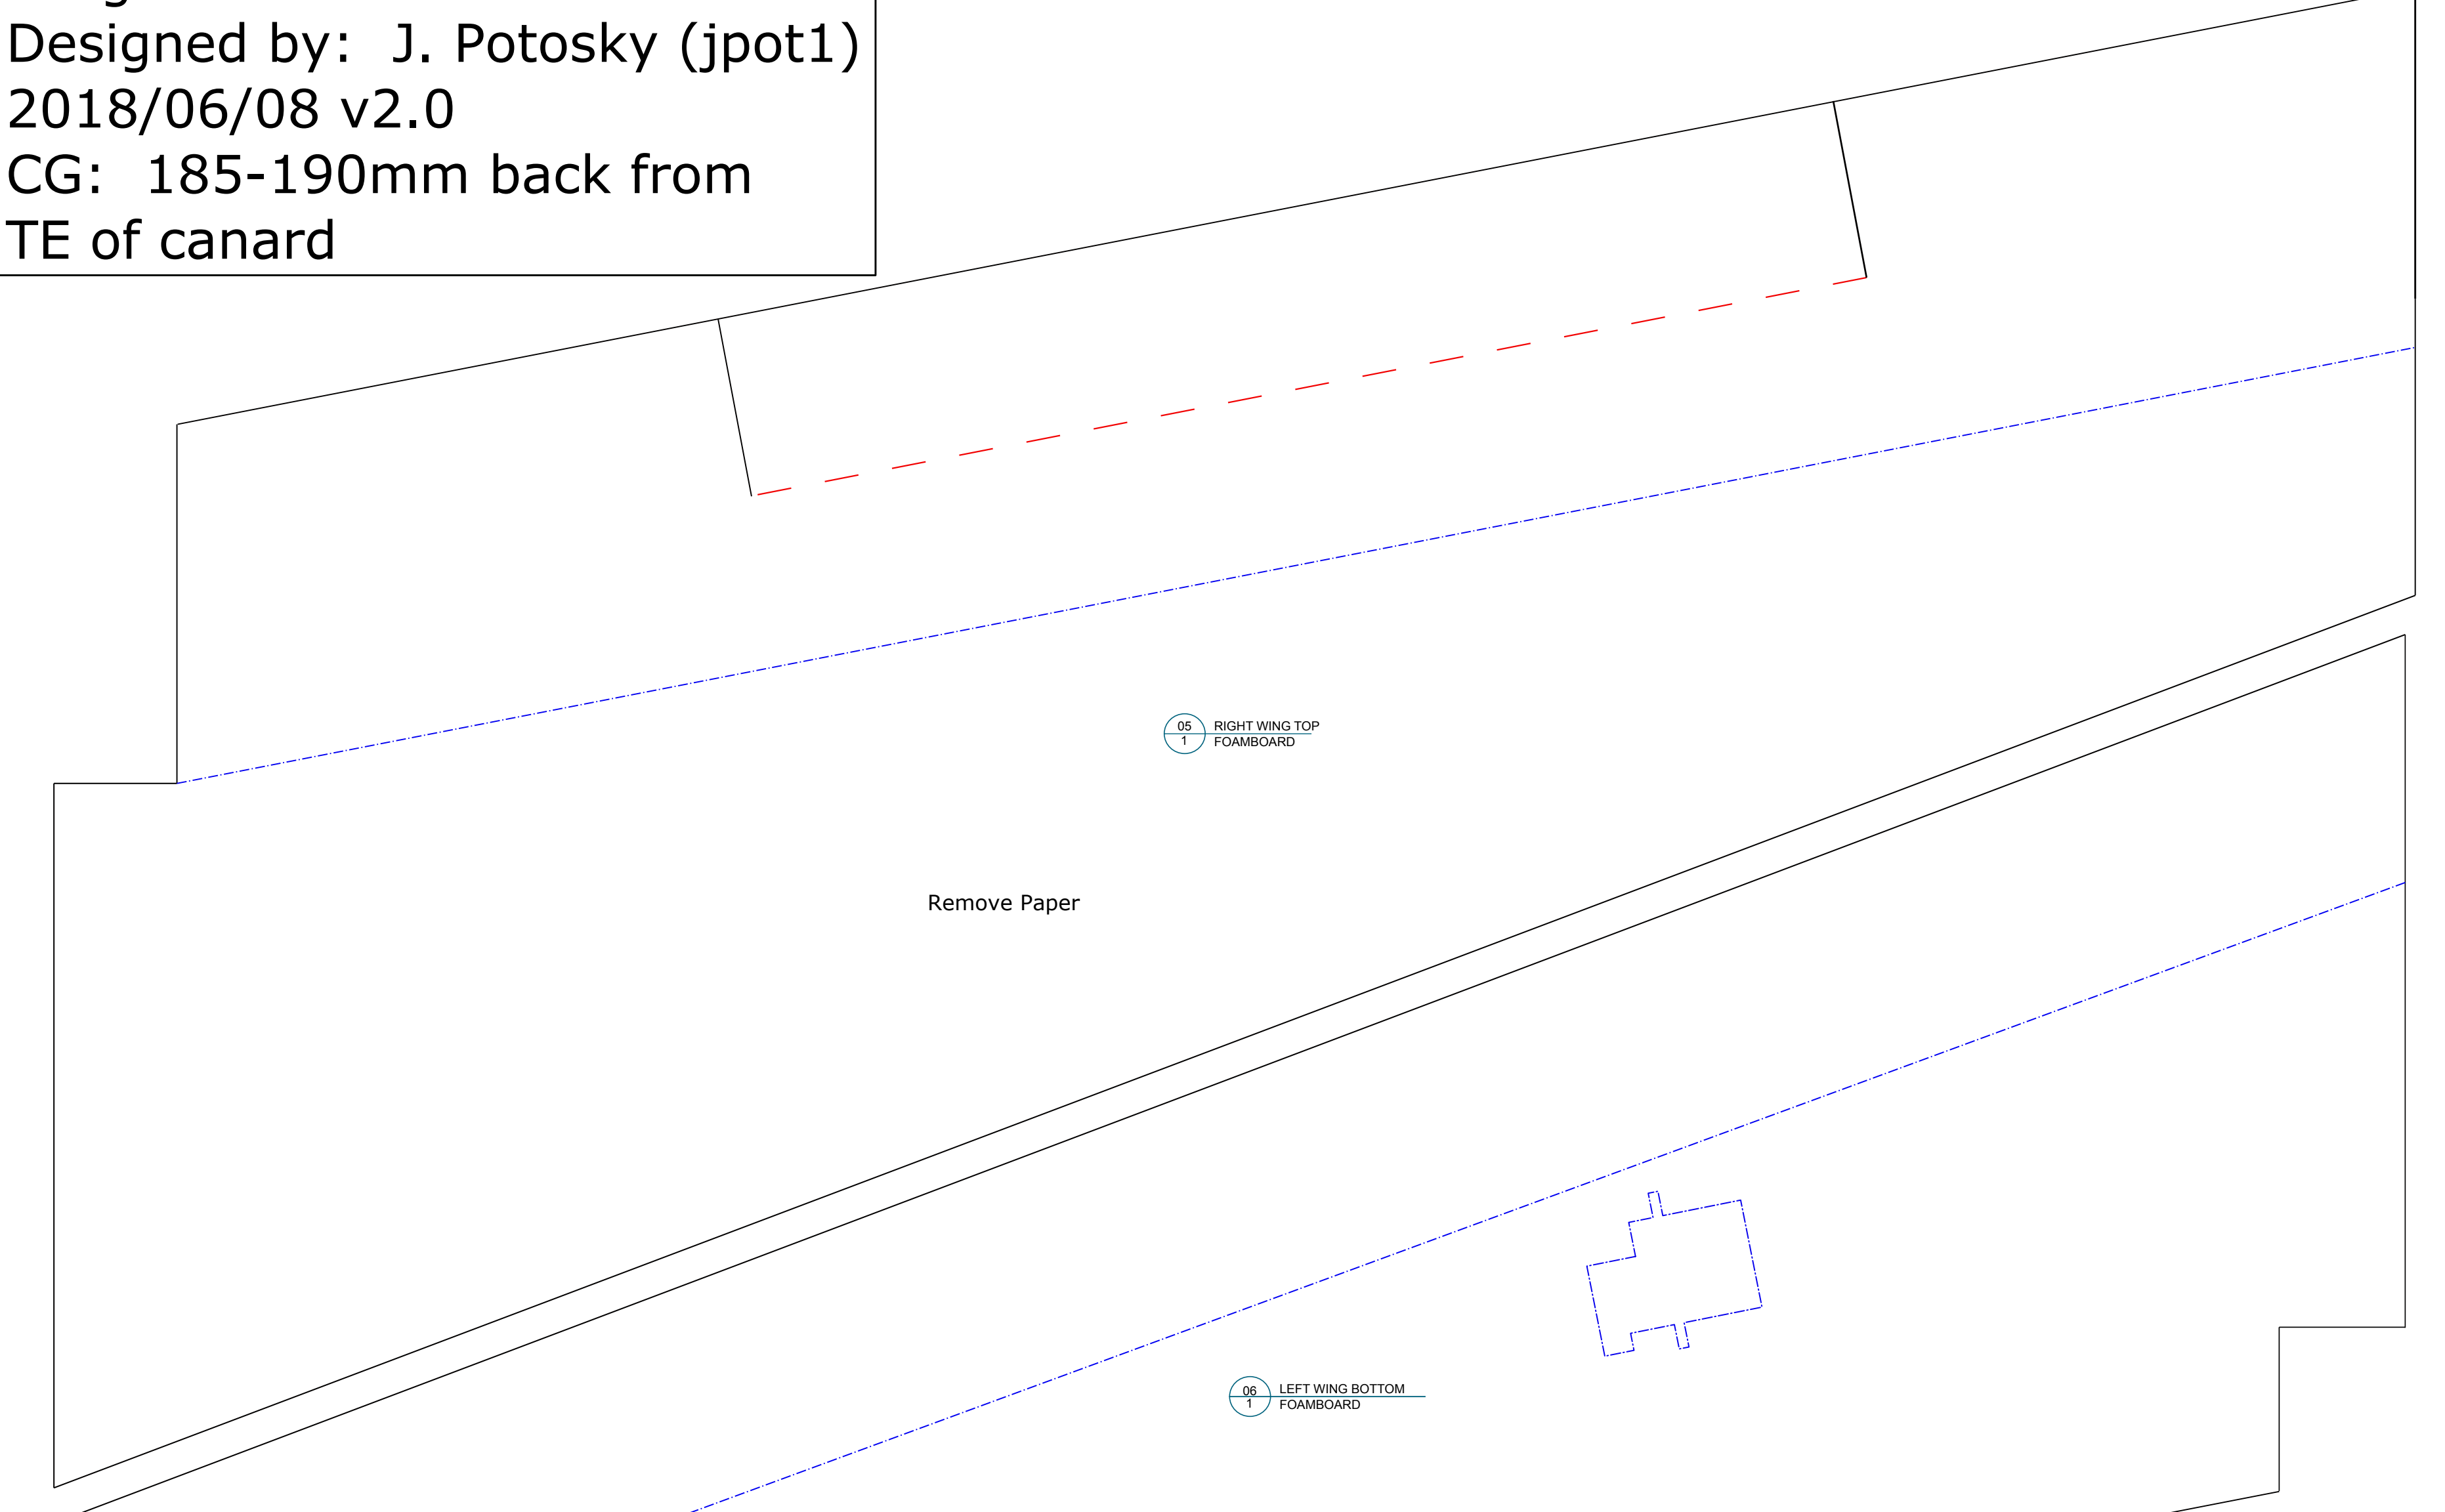 Designed by:  J. Potosky (jpot1)
2018/06/08 v2.0
CG:  185-190mm back from
TE of canard
05 RIGHT WING TOP
1 FOAMBOARD
Remove Paper
06 LEFT WING BOTTOM
1 FOAMBOARD